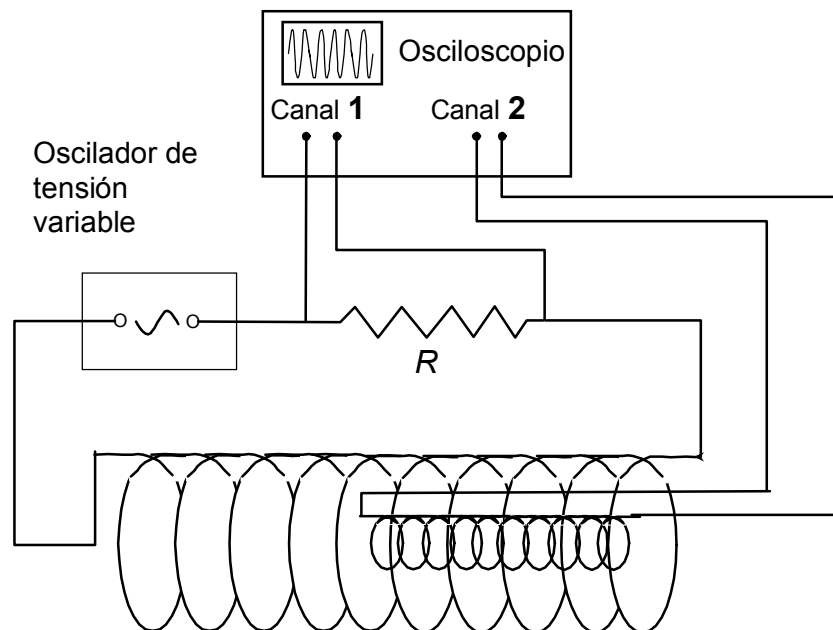 Osciloscopio
Canal 1 Canal 2
Oscilador de
tensión
variable
R